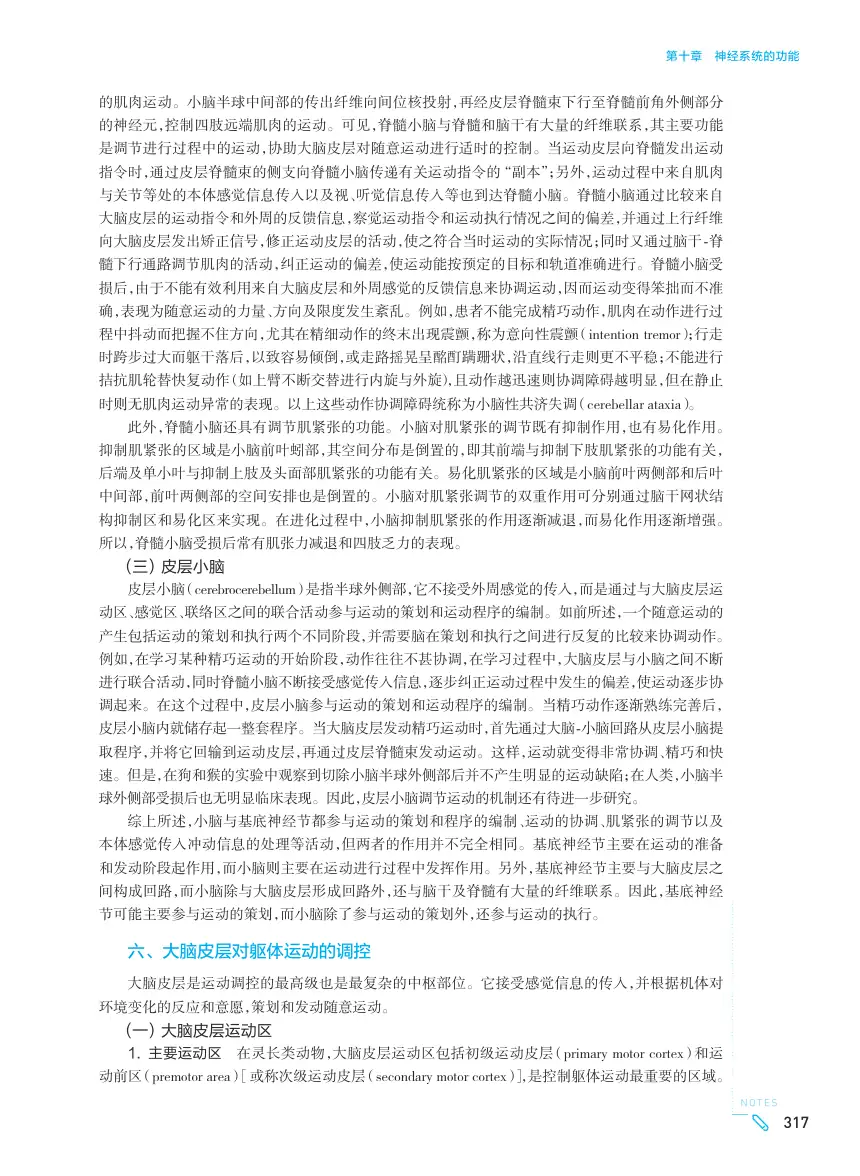 第十章 神经系统的功能
的肌肉运动。小脑半球中间部的传出纤维向间位核投射,再经皮层脊髓束下行至脊髓前角外侧部分
的神经元,控制四肢远端肌肉的运动。可见,脊髓小脑与脊髓和脑干有大量的纤维联系,其主要功能
是调节进行过程中的运动,协助大脑皮层对随意运动进行适时的控制。当运动皮层向脊髓发出运动
指令时,通过皮层脊髓束的侧支向脊髓小脑传递有关运动指令的“副本”;另外,运动过程中来自肌肉
与关节等处的本体感觉信息传入以及视、听觉信息传入等也到达脊髓小脑。脊髓小脑通过比较来自
大脑皮层的运动指令和外周的反馈信息,察觉运动指令和运动执行情况之间的偏差,并通过上行纤维
向大脑皮层发出矫正信号,修正运动皮层的活动,使之符合当时运动的实际情况;同时又通过脑干-脊
髓下行通路调节肌肉的活动,纠正运动的偏差,使运动能按预定的目标和轨道准确进行。脊髓小脑受
损后,由于不能有效利用来自大脑皮层和外周感觉的反馈信息来协调运动,因而运动变得笨拙而不准
确,表现为随意运动的力量、方向及限度发生紊乱。例如,患者不能完成精巧动作,肌肉在动作进行过
程中抖动而把握不住方向,尤其在精细动作的终末出现震颤,称为意向性震颤(intention tremor);行走
时跨步过大而躯干落后,以致容易倾倒,或走路摇晃呈酩酊蹒跚状,沿直线行走则更不平稳;不能进行
拮抗肌轮替快复动作(如上臂不断交替进行内旋与外旋),且动作越迅速则协调障碍越明显,但在静止
时则无肌肉运动异常的表现。以上这些动作协调障碍统称为小脑性共济失调(cerebellar ataxia)。
此外,脊髓小脑还具有调节肌紧张的功能。小脑对肌紧张的调节既有抑制作用,也有易化作用。
抑制肌紧张的区域是小脑前叶蚓部,其空间分布是倒置的,即其前端与抑制下肢肌紧张的功能有关,
后端及单小叶与抑制上肢及头面部肌紧张的功能有关。易化肌紧张的区域是小脑前叶两侧部和后叶
中间部,前叶两侧部的空间安排也是倒置的。小脑对肌紧张调节的双重作用可分别通过脑干网状结
构抑制区和易化区来实现。在进化过程中,小脑抑制肌紧张的作用逐渐减退,而易化作用逐渐增强。
所以,脊髓小脑受损后常有肌张力减退和四肢乏力的表现。
(三)皮层小脑
皮层小脑(cerebrocerebellum)是指半球外侧部,它不接受外周感觉的传入,而是通过与大脑皮层运
动区、感觉区、联络区之间的联合活动参与运动的策划和运动程序的编制。如前所述,一个随意运动的
产生包括运动的策划和执行两个不同阶段,并需要脑在策划和执行之间进行反复的比较来协调动作。
例如,在学习某种精巧运动的开始阶段,动作往往不甚协调,在学习过程中,大脑皮层与小脑之间不断
进行联合活动,同时脊髓小脑不断接受感觉传入信息,逐步纠正运动过程中发生的偏差,使运动逐步协
调起来。在这个过程中,皮层小脑参与运动的策划和运动程序的编制。当精巧动作逐渐熟练完善后,
皮层小脑内就储存起一整套程序。当大脑皮层发动精巧运动时,首先通过大脑-小脑回路从皮层小脑提
取程序,并将它回输到运动皮层,再通过皮层脊髓束发动运动。这样,运动就变得非常协调、精巧和快
速。但是,在狗和猴的实验中观察到切除小脑半球外侧部后并不产生明显的运动缺陷;在人类,小脑半
球外侧部受损后也无明显临床表现。因此,皮层小脑调节运动的机制还有待进一步研究。
综上所述,小脑与基底神经节都参与运动的策划和程序的编制、运动的协调、肌紧张的调节以及
本体感觉传入冲动信息的处理等活动,但两者的作用并不完全相同。基底神经节主要在运动的准备
和发动阶段起作用,而小脑则主要在运动进行过程中发挥作用。另外,基底神经节主要与大脑皮层之
间构成回路,而小脑除与大脑皮层形成回路外,还与脑干及脊髓有大量的纤维联系。因此,基底神经
节可能主要参与运动的策划,而小脑除了参与运动的策划外,还参与运动的执行。
六、大脑皮层对躯体运动的调控
大脑皮层是运动调控的最高级也是最复杂的中枢部位。它接受感觉信息的传入,并根据机体对
环境变化的反应和意愿,策划和发动随意运动。
(一)大脑皮层运动区
1. 主要运动区 在灵长类动物,大脑皮层运动区包括初级运动皮层(primary motor cortex)和运
动前区(premotor area)[或称次级运动皮层(secondary motor cortex)],是控制躯体运动最重要的区域。
NOTES
317